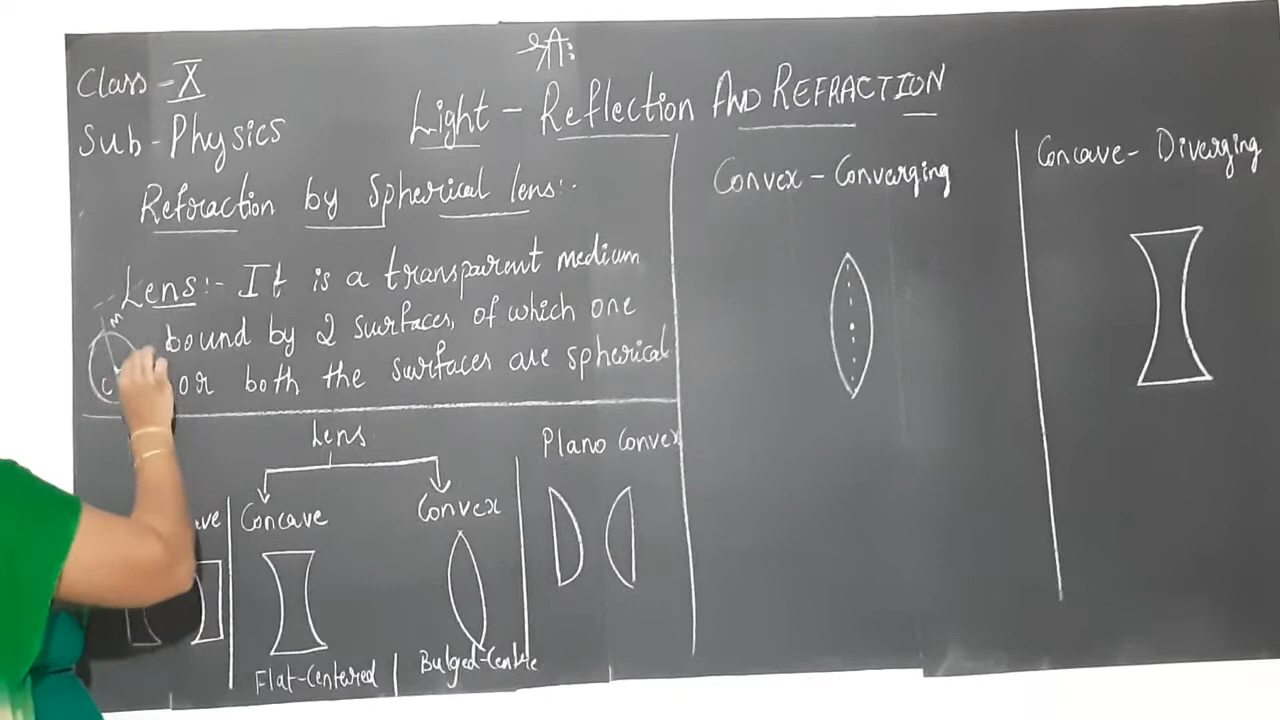 Class - X
Sub - Physics
Light - Reflection AND REFRACTION
Refraction by Spherical lens:-
Lens:- It is a transparent medium
bound by 2 surfaces, of which one
or both the surfaces are spherical
M
C
Lens
Concave
Convex
Flat-Centered
Bulged-Centre
Plano Convex
Convex - Converging
Concave - Diverging